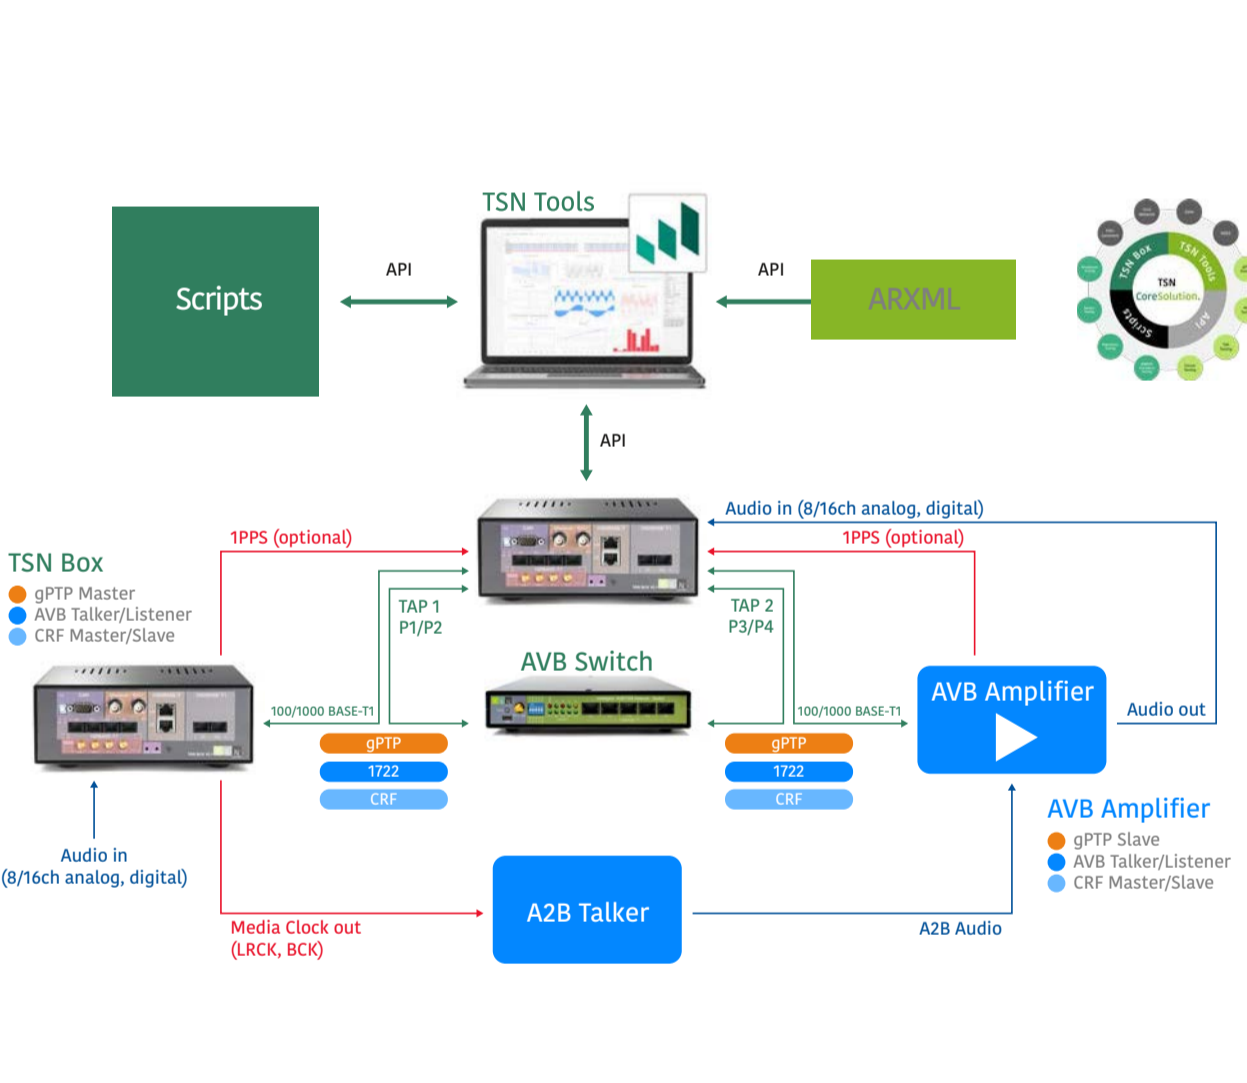 TSN Tools
Scripts
API
API
ARXML
TSN Box
TSN Tools
TSN
CoreSolution.
Scripts
API
API
Audio in (8/16ch analog, digital)
1PPS (optional)
1PPS (optional)
TSN Box
gPTP Master
AVB Talker/Listener
CRF Master/Slave
TAP 1
P1/P2
TAP 2
P3/P4
AVB Switch
AVB Amplifier
100/1000 BASE-T1
100/1000 BASE-T1
Audio out
gPTP
1722
CRF
gPTP
1722
CRF
AVB Amplifier
gPTP Slave
AVB Talker/Listener
CRF Master/Slave
Audio in
(8/16ch analog, digital)
A2B Talker
Media Clock out
(LRCK, BCK)
A2B Audio